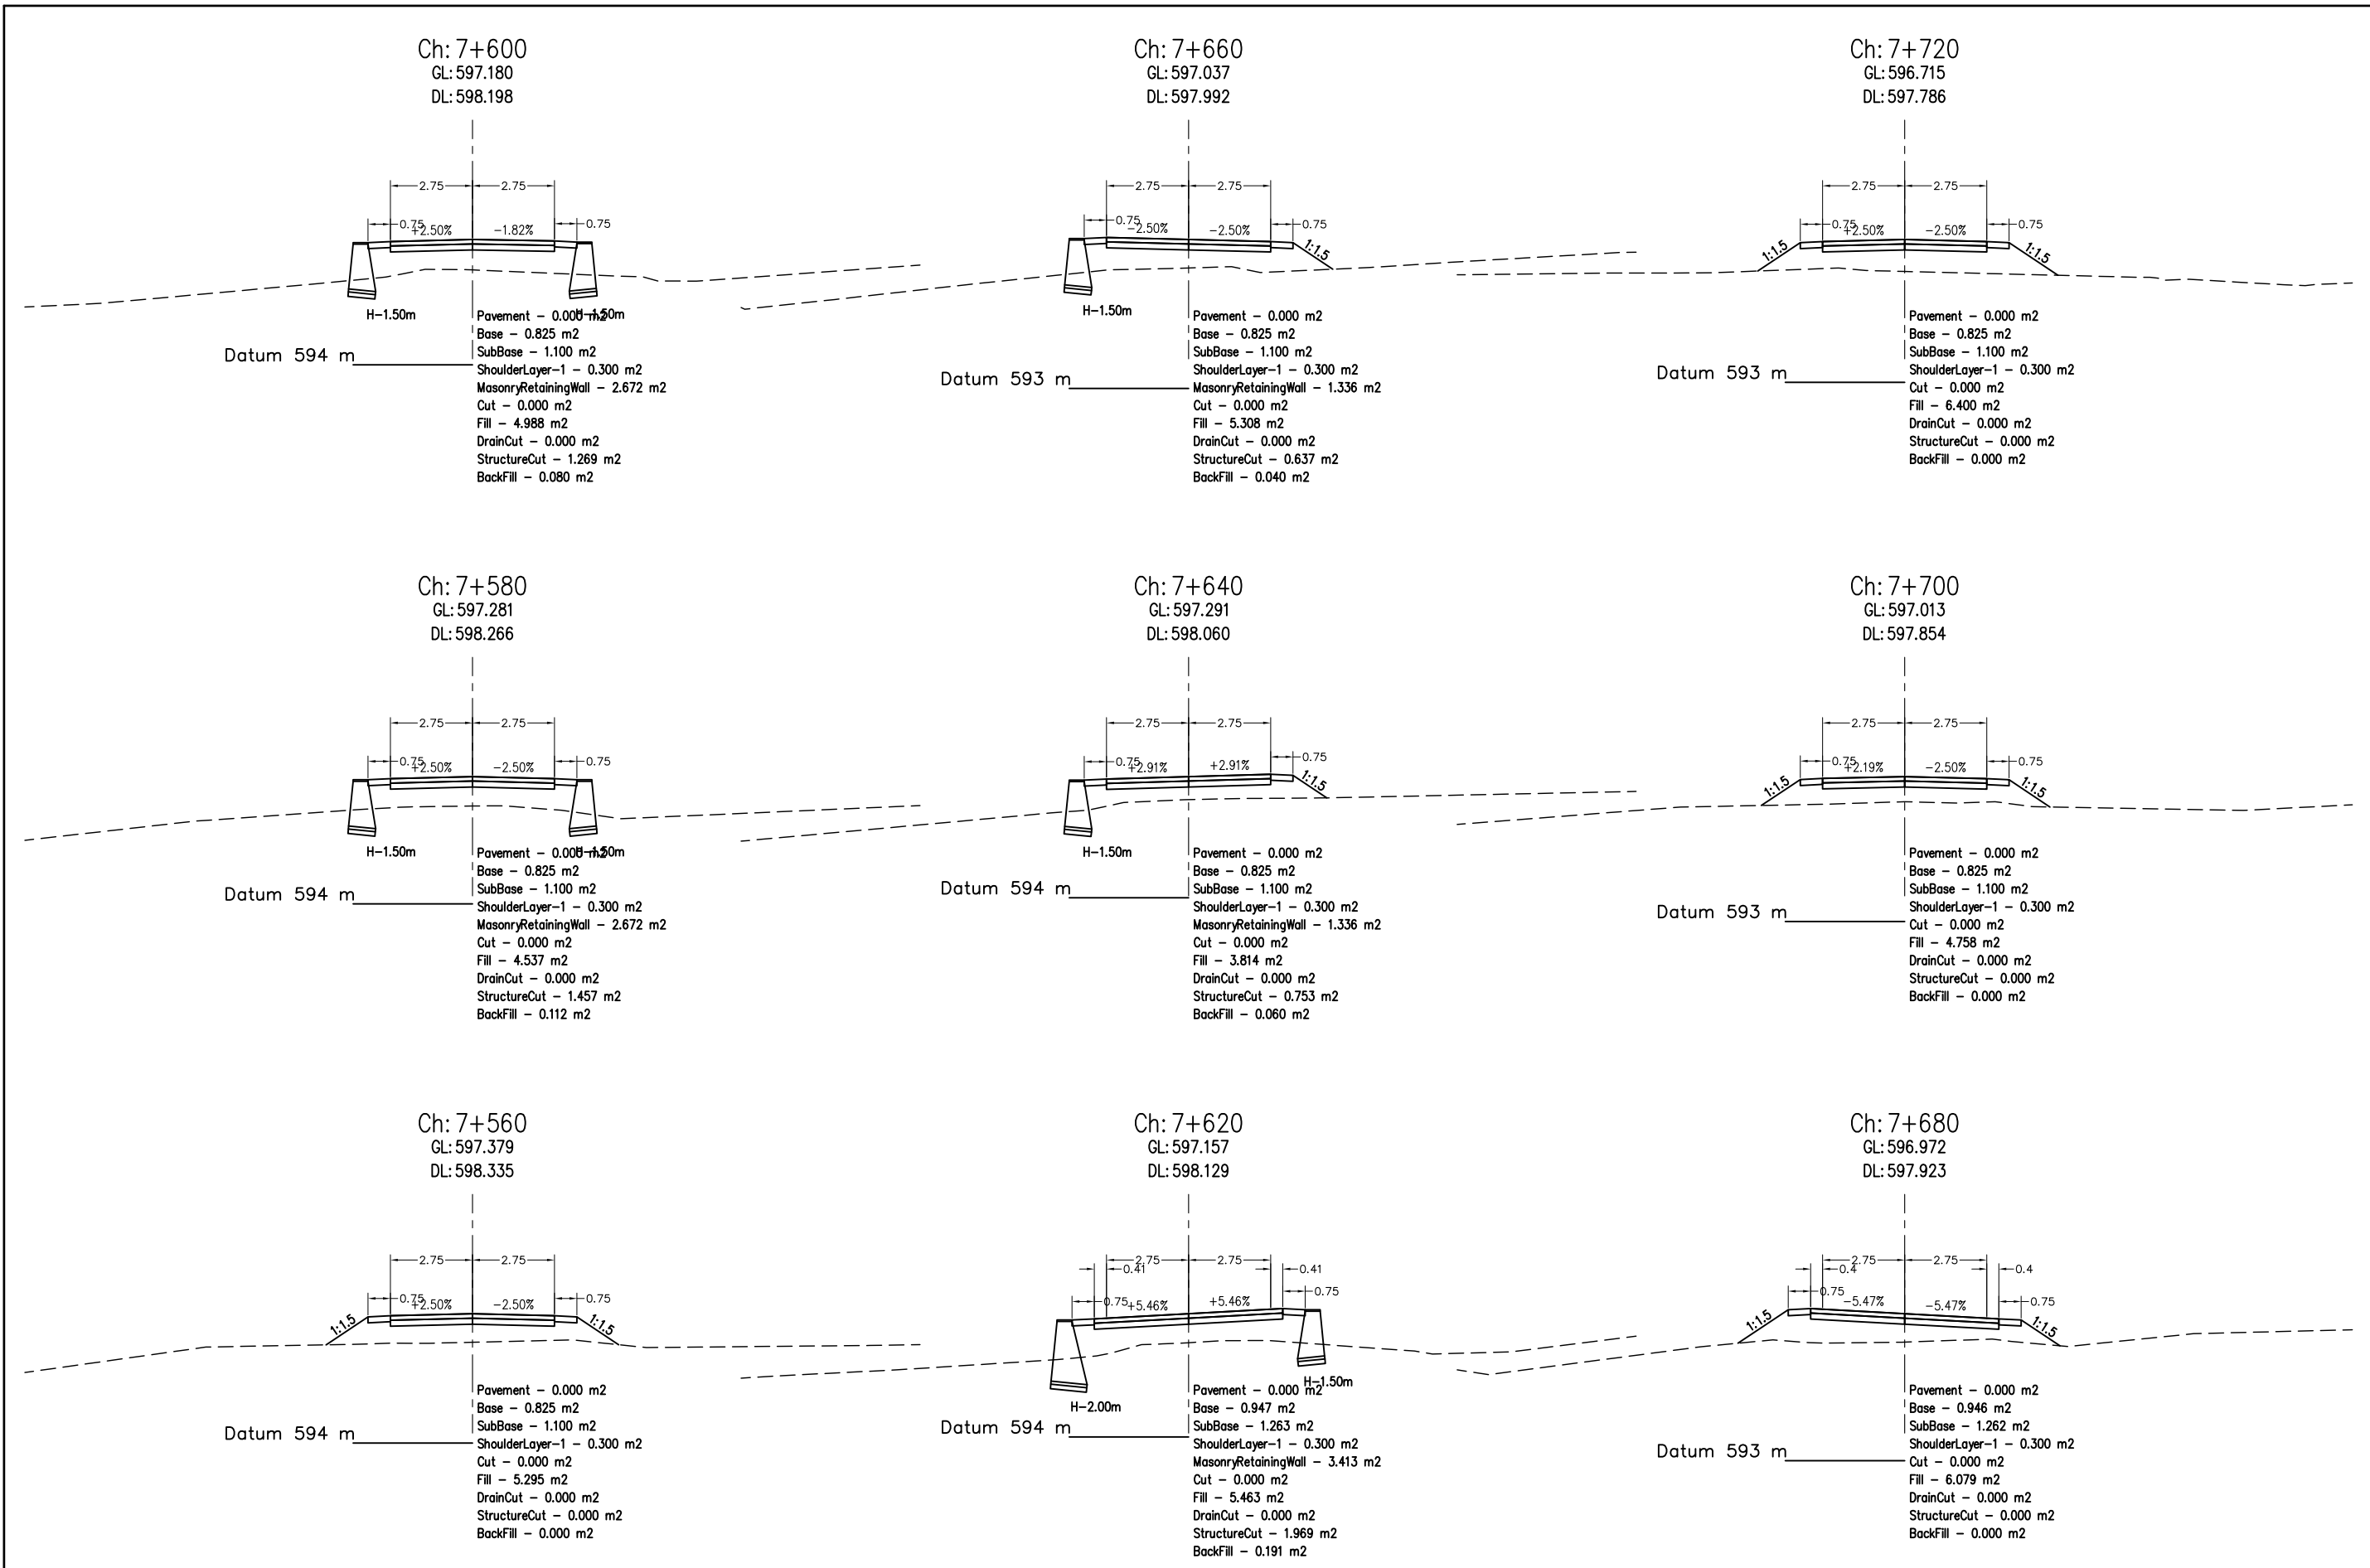 Ch: 7+600
GL: 597.180
DL: 598.198
2.75
2.75
0.75
+2.50%
-1.82%
0.75
H-1.50m
H-1.50m
Datum 594 m
Pavement - 0.000 m2
Base - 0.825 m2
SubBase - 1.100 m2
ShoulderLayer-1 - 0.300 m2
MasonryRetainingWall - 2.672 m2
Cut - 0.000 m2
Fill - 4.988 m2
DrainCut - 0.000 m2
StructureCut - 1.269 m2
BackFill - 0.080 m2
Ch: 7+660
GL: 597.037
DL: 597.992
2.75
2.75
0.75
-2.50%
-2.50%
0.75
1:1.5
H-1.50m
Datum 593 m
Pavement - 0.000 m2
Base - 0.825 m2
SubBase - 1.100 m2
ShoulderLayer-1 - 0.300 m2
MasonryRetainingWall - 1.336 m2
Cut - 0.000 m2
Fill - 5.308 m2
DrainCut - 0.000 m2
StructureCut - 0.637 m2
BackFill - 0.040 m2
Ch: 7+720
GL: 596.715
DL: 597.786
2.75
2.75
1:1.5
0.75
+2.50%
-2.50%
0.75
1:1.5
Datum 593 m
Pavement - 0.000 m2
Base - 0.825 m2
SubBase - 1.100 m2
ShoulderLayer-1 - 0.300 m2
Cut - 0.000 m2
Fill - 6.400 m2
DrainCut - 0.000 m2
StructureCut - 0.000 m2
BackFill - 0.000 m2
Ch: 7+580
GL: 597.281
DL: 598.266
2.75
2.75
0.75
+2.50%
-2.50%
0.75
H-1.50m
H-1.50m
Datum 594 m
Pavement - 0.000 m2
Base - 0.825 m2
SubBase - 1.100 m2
ShoulderLayer-1 - 0.300 m2
MasonryRetainingWall - 2.672 m2
Cut - 0.000 m2
Fill - 4.537 m2
DrainCut - 0.000 m2
StructureCut - 1.457 m2
BackFill - 0.112 m2
Ch: 7+640
GL: 597.291
DL: 598.060
2.75
2.75
0.75
+2.91%
+2.91%
0.75
1:1.5
H-1.50m
Datum 594 m
Pavement - 0.000 m2
Base - 0.825 m2
SubBase - 1.100 m2
ShoulderLayer-1 - 0.300 m2
MasonryRetainingWall - 1.336 m2
Cut - 0.000 m2
Fill - 3.814 m2
DrainCut - 0.000 m2
StructureCut - 0.753 m2
BackFill - 0.060 m2
Ch: 7+700
GL: 597.013
DL: 597.854
2.75
2.75
1:1.5
0.75
+2.19%
-2.50%
0.75
1:1.5
Datum 593 m
Pavement - 0.000 m2
Base - 0.825 m2
SubBase - 1.100 m2
ShoulderLayer-1 - 0.300 m2
Cut - 0.000 m2
Fill - 4.758 m2
DrainCut - 0.000 m2
StructureCut - 0.000 m2
BackFill - 0.000 m2
Ch: 7+560
GL: 597.379
DL: 598.335
2.75
2.75
1:1.5
0.75
+2.50%
-2.50%
0.75
1:1.5
Datum 594 m
Pavement - 0.000 m2
Base - 0.825 m2
SubBase - 1.100 m2
ShoulderLayer-1 - 0.300 m2
Cut - 0.000 m2
Fill - 5.295 m2
DrainCut - 0.000 m2
StructureCut - 0.000 m2
BackFill - 0.000 m2
Ch: 7+620
GL: 597.157
DL: 598.129
2.75
2.75
0.41
0.41
0.75
+5.46%
+5.46%
0.75
H-2.00m
H-1.50m
Datum 594 m
Pavement - 0.000 m2
Base - 0.947 m2
SubBase - 1.263 m2
ShoulderLayer-1 - 0.300 m2
MasonryRetainingWall - 3.413 m2
Cut - 0.000 m2
Fill - 5.463 m2
DrainCut - 0.000 m2
StructureCut - 1.969 m2
BackFill - 0.191 m2
Ch: 7+680
GL: 596.972
DL: 597.923
2.75
2.75
0.4
0.4
1:1.5
0.75
-5.47%
-5.47%
0.75
1:1.5
Datum 593 m
Pavement - 0.000 m2
Base - 0.946 m2
SubBase - 1.262 m2
ShoulderLayer-1 - 0.300 m2
Cut - 0.000 m2
Fill - 6.079 m2
DrainCut - 0.000 m2
StructureCut - 0.000 m2
BackFill - 0.000 m2